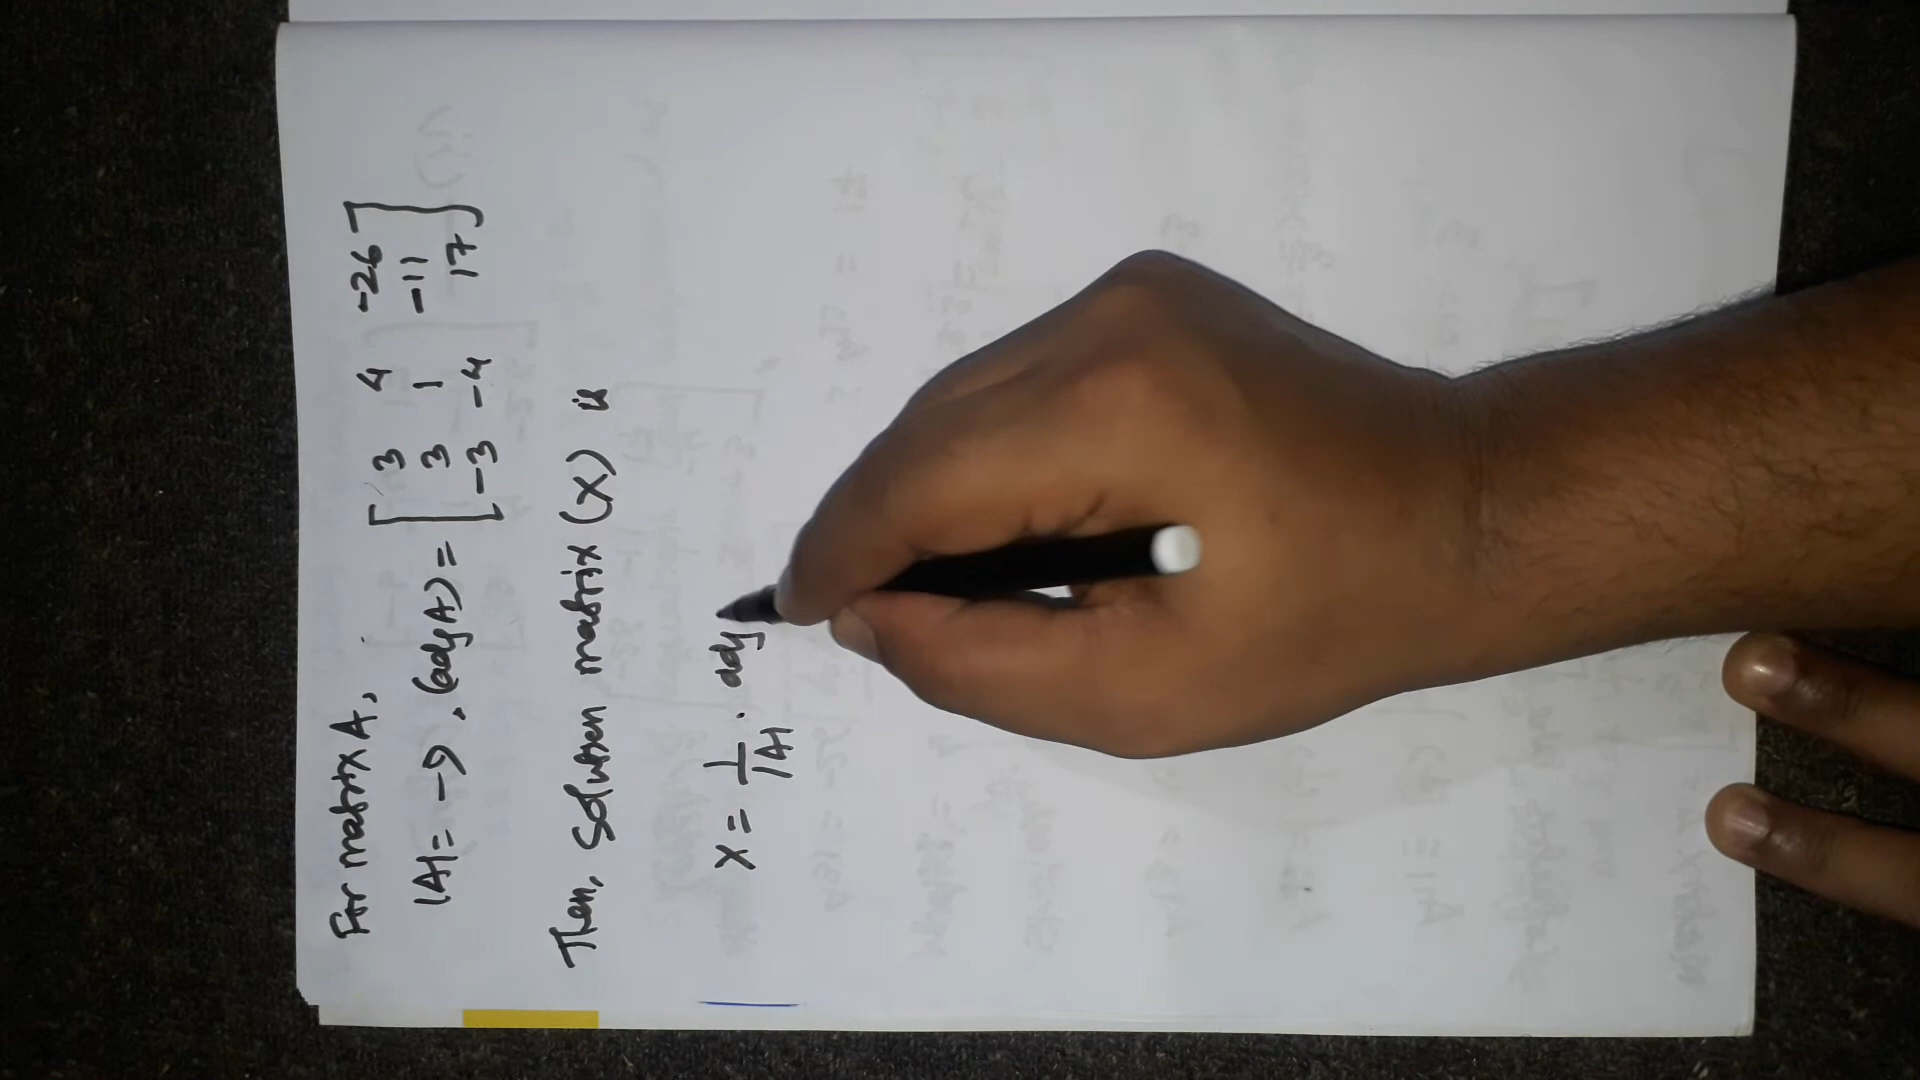 For matrix A,
|A| = -9, (adj A) = [ 3 4 -26
3 1 -11
-3 -4 17 ]
Then, Solution matrix (X) is
X = 1/|A| . adj